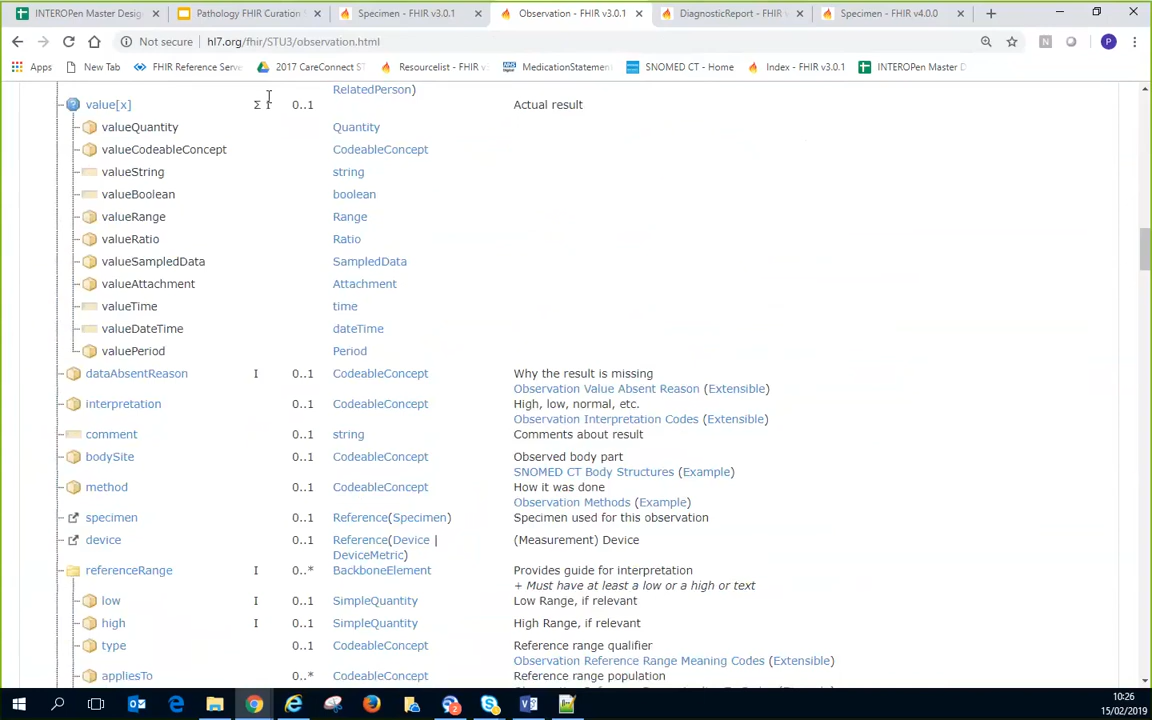 INTEROPen Master Desig
Pathology FHIR Curation
Specimen - FHIR v3.0.1
Observation - FHIR v3.0.1
DiagnosticReport - FHIR v
Specimen - FHIR v4.0.0
Not secure | hl7.org/fhir/STU3/observation.html
Apps
New Tab
FHIR Reference Serve
2017 CareConnect ST
Resourcelist - FHIR v
MedicationStatement
SNOMED CT - Home
Index - FHIR v3.0.1
INTEROPen Master D
RelatedPerson)
value[x] Σ I 0..1 Actual result
valueQuantity Quantity
valueCodeableConcept CodeableConcept
valueString string
valueBoolean boolean
valueRange Range
valueRatio Ratio
valueSampledData SampledData
valueAttachment Attachment
valueTime time
valueDateTime dateTime
valuePeriod Period
dataAbsentReason I 0..1 CodeableConcept Why the result is missing
Observation Value Absent Reason (Extensible)
interpretation 0..1 CodeableConcept High, low, normal, etc.
Observation Interpretation Codes (Extensible)
comment 0..1 string Comments about result
bodySite 0..1 CodeableConcept Observed body part
SNOMED CT Body Structures (Example)
method 0..1 CodeableConcept How it was done
Observation Methods (Example)
specimen 0..1 Reference(Specimen) Specimen used for this observation
device 0..1 Reference(Device | (Measurement) Device
DeviceMetric)
referenceRange I 0..* BackboneElement Provides guide for interpretation
+ Must have at least a low or a high or text
low I 0..1 SimpleQuantity Low Range, if relevant
high I 0..1 SimpleQuantity High Range, if relevant
type 0..1 CodeableConcept Reference range qualifier
Observation Reference Range Meaning Codes (Extensible)
appliesTo 0..* CodeableConcept Reference range population
10:26
15/02/2019